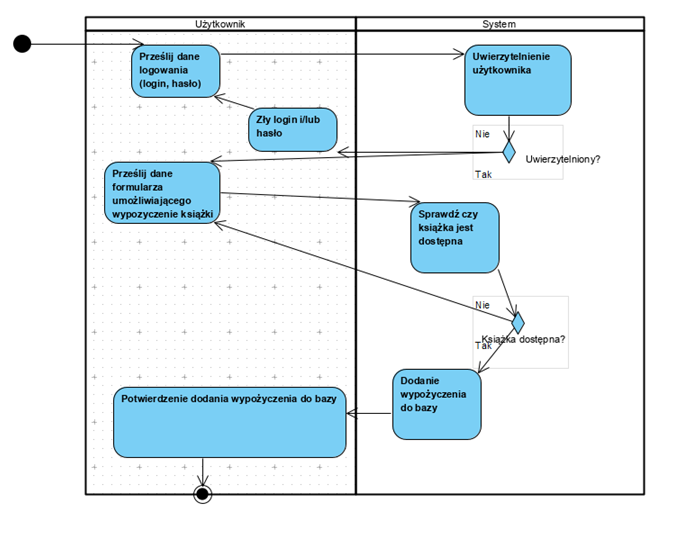 Użytkownik
System
Prześlij dane
logowania
(login, hasło)
Uwierzytelnienie
użytkownika
Zły login i/lub
hasło
Nie
Uwierzytelniony?
Tak
Prześlij dane
formularza
umożliwiającego
wypozyczenie książki
Sprawdź czy
książka jest
dostępna
Nie
Książka dostępna?
Tak
Dodanie
wypożyczenia
do bazy
Potwierdzenie dodania wypożyczenia do bazy